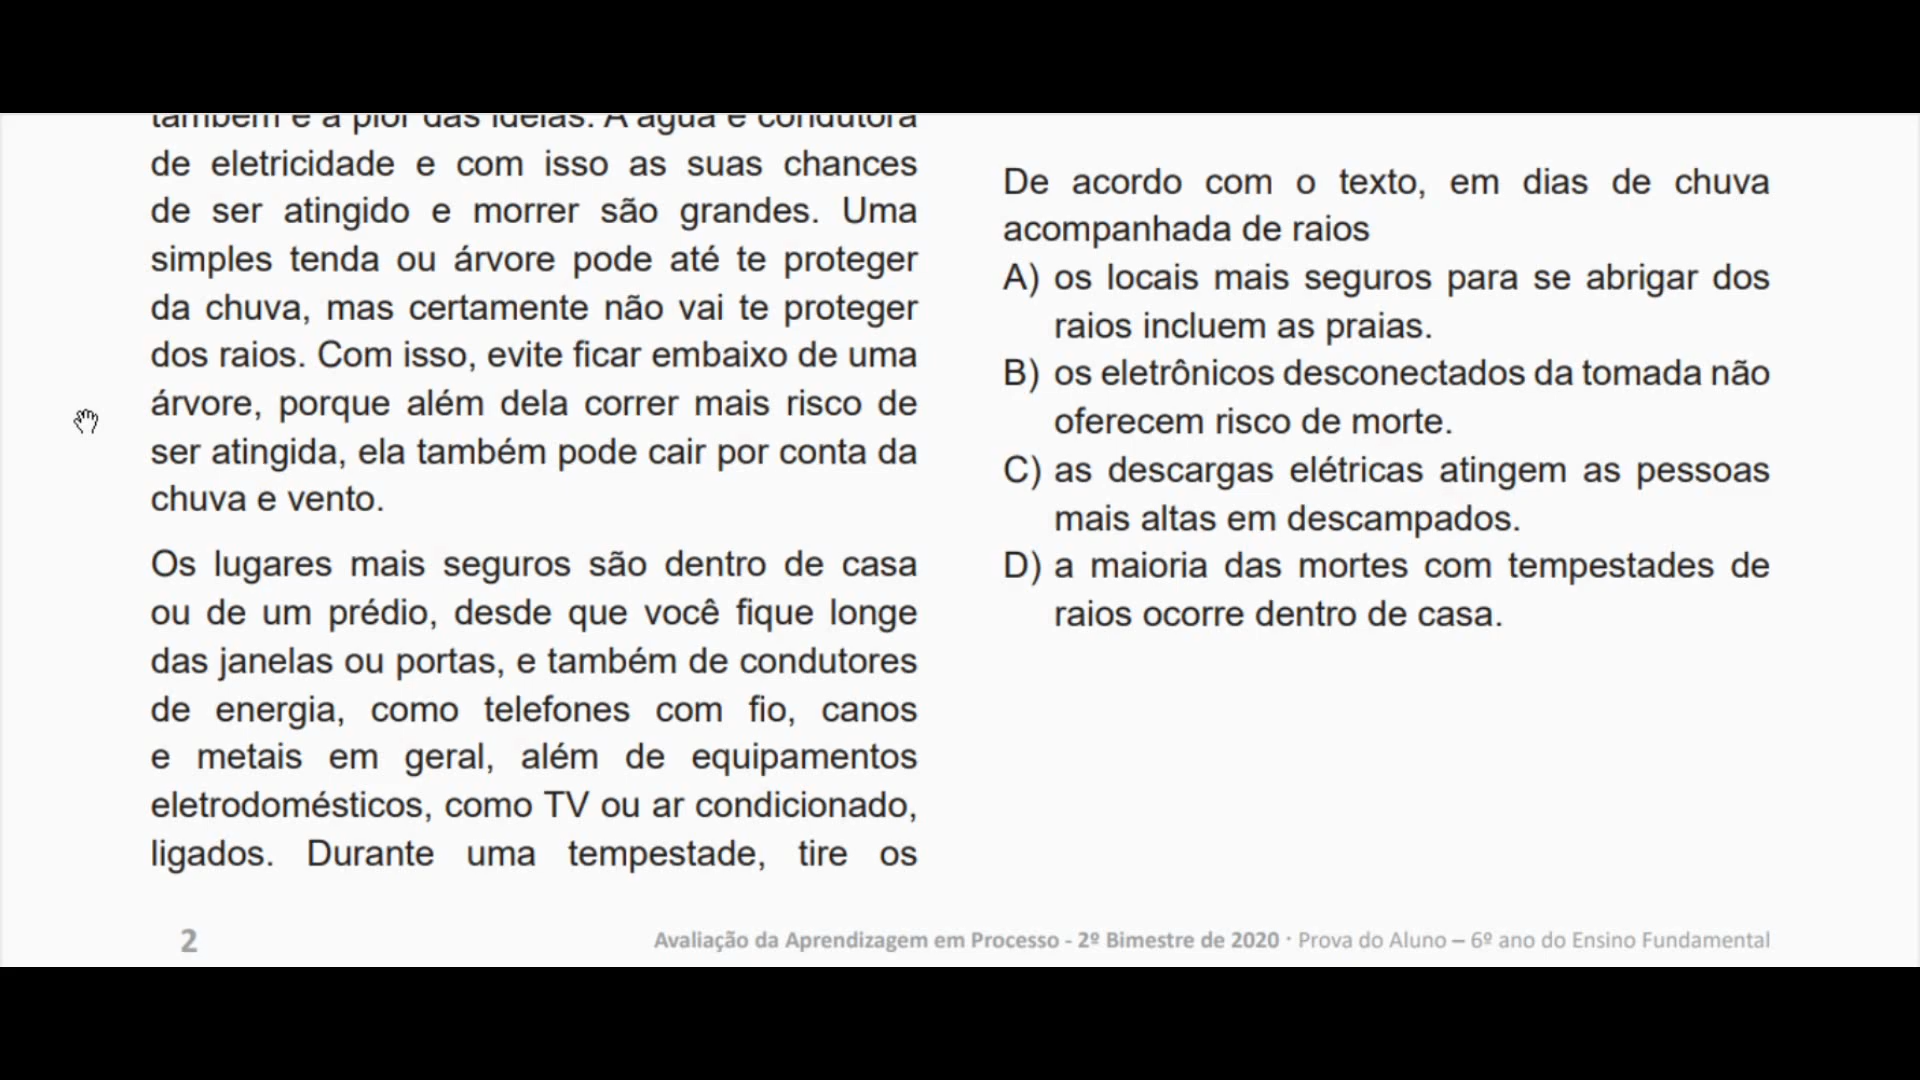 também é a pior das ideias. A água é condutora
de eletricidade e com isso as suas chances
de ser atingido e morrer são grandes. Uma
simples tenda ou árvore pode até te proteger
da chuva, mas certamente não vai te proteger
dos raios. Com isso, evite ficar embaixo de uma
árvore, porque além dela correr mais risco de
ser atingida, ela também pode cair por conta da
chuva e vento.
Os lugares mais seguros são dentro de casa
ou de um prédio, desde que você fique longe
das janelas ou portas, e também de condutores
de energia, como telefones com fio, canos
e metais em geral, além de equipamentos
eletrodomésticos, como TV ou ar condicionado,
ligados. Durante uma tempestade, tire os
De acordo com o texto, em dias de chuva
acompanhada de raios
A) os locais mais seguros para se abrigar dos
raios incluem as praias.
B) os eletrônicos desconectados da tomada não
oferecem risco de morte.
C) as descargas elétricas atingem as pessoas
mais altas em descampados.
D) a maioria das mortes com tempestades de
raios ocorre dentro de casa.
2
Avaliação da Aprendizagem em Processo - 2º Bimestre de 2020 · Prova do Aluno – 6º ano do Ensino Fundamental